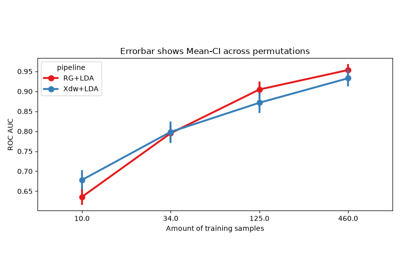 Errorbar shows Mean-CI across permutations
pipeline
RG+LDA
Xdw+LDA
ROC AUC
0.95
0.90
0.85
0.80
0.75
0.70
0.65
10.0 34.0 125.0 460.0
Amount of training samples